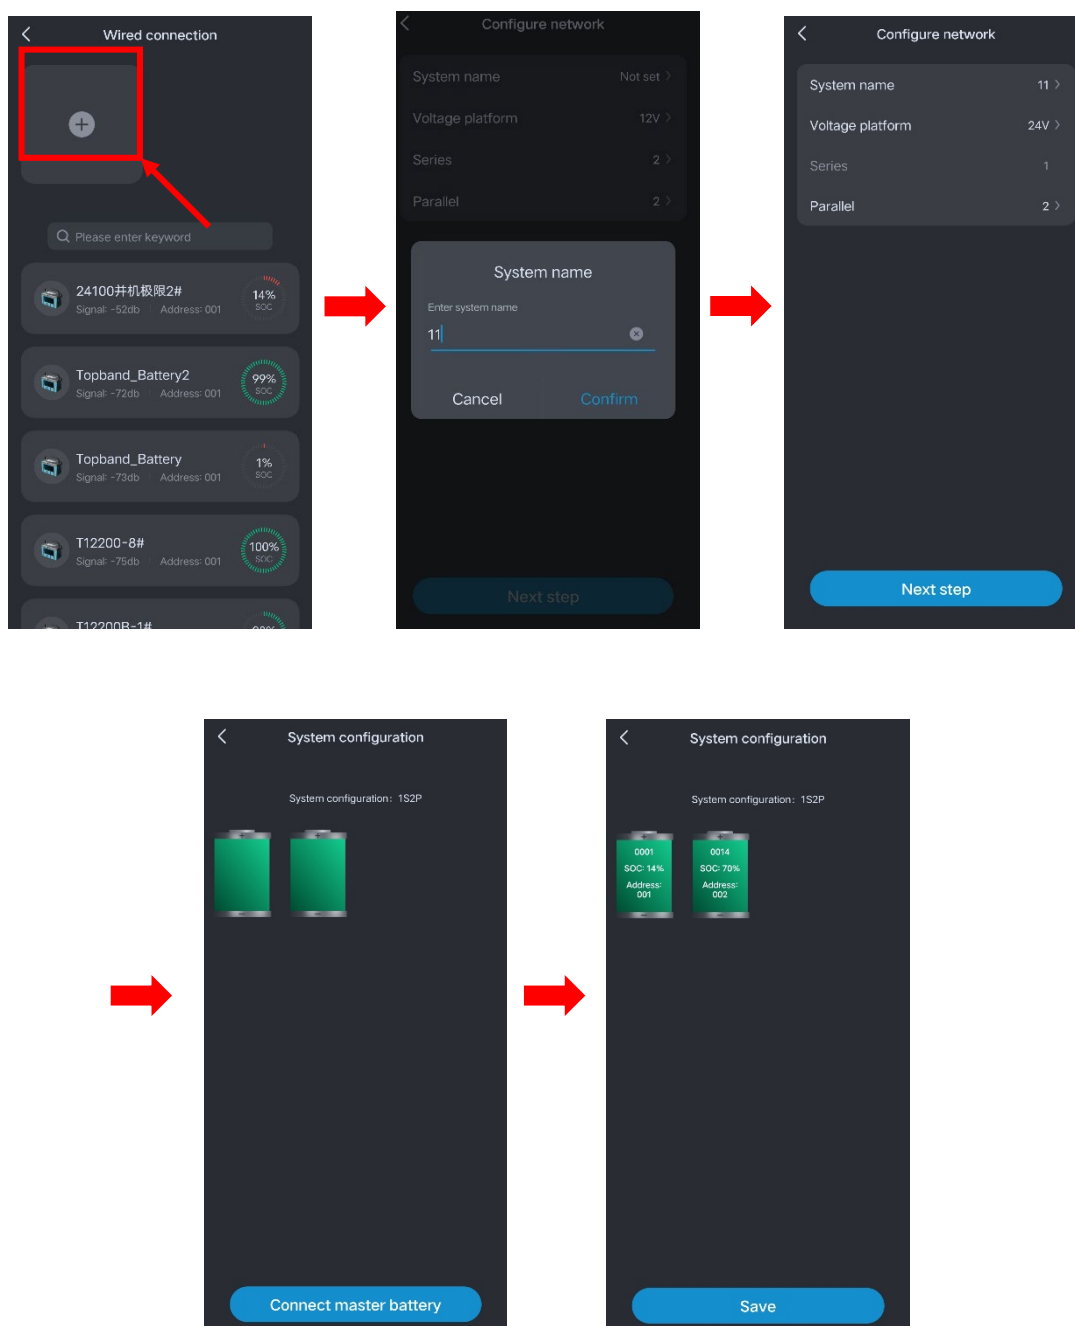 Wired connection
Please enter keyword
24100并机极限2#
Signal: -52db Address: 001
14%
SOC
Topband_Battery2
Signal: -72db Address: 001
99%
SOC
Topband_Battery
Signal: -73db Address: 001
1%
SOC
T12200-8#
Signal: -75db Address: 001
100%
SOC
T12200B-1#
Configure network
System name Not set
Voltage platform 12V
Series 2
Parallel 2
System name
Enter system name
11
Cancel Confirm
Next step
Configure network
System name 11
Voltage platform 24V
Series 1
Parallel 2
Next step
System configuration
System configuration: 1S2P
Connect master battery
System configuration
System configuration: 1S2P
0001
SOC: 14%
Address:
001
0014
SOC: 70%
Address:
002
Save